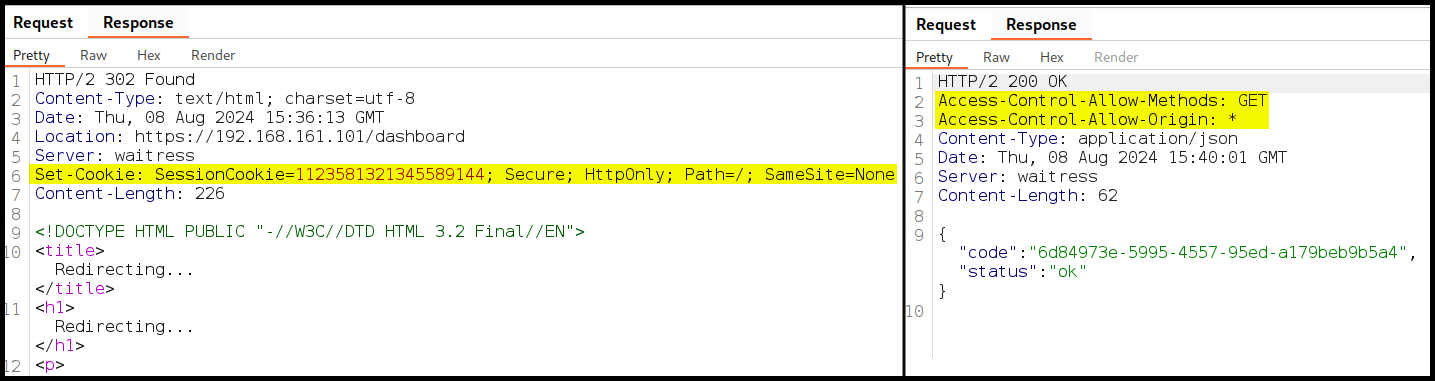 Request Response
Pretty Raw Hex Render
1 HTTP/2 302 Found
2 Content-Type: text/html; charset=utf-8
3 Date: Thu, 08 Aug 2024 15:36:13 GMT
4 Location: https://192.168.161.101/dashboard
5 Server: waitress
6 Set-Cookie: SessionCookie=1123581321345589144; Secure; HttpOnly; Path=/; SameSite=None
7 Content-Length: 226
8
9 <!DOCTYPE HTML PUBLIC "-//W3C//DTD HTML 3.2 Final//EN">
10 <title>
Redirecting...
</title>
11 <h1>
Redirecting...
</h1>
12 <p>
Request Response
Pretty Raw Hex Render
1 HTTP/2 200 OK
2 Access-Control-Allow-Methods: GET
3 Access-Control-Allow-Origin: *
4 Content-Type: application/json
5 Date: Thu, 08 Aug 2024 15:40:01 GMT
6 Server: waitress
7 Content-Length: 62
8
9 {
"code":"6d84973e-5995-4557-95ed-a179beb9b5a4",
"status":"ok"
}
10